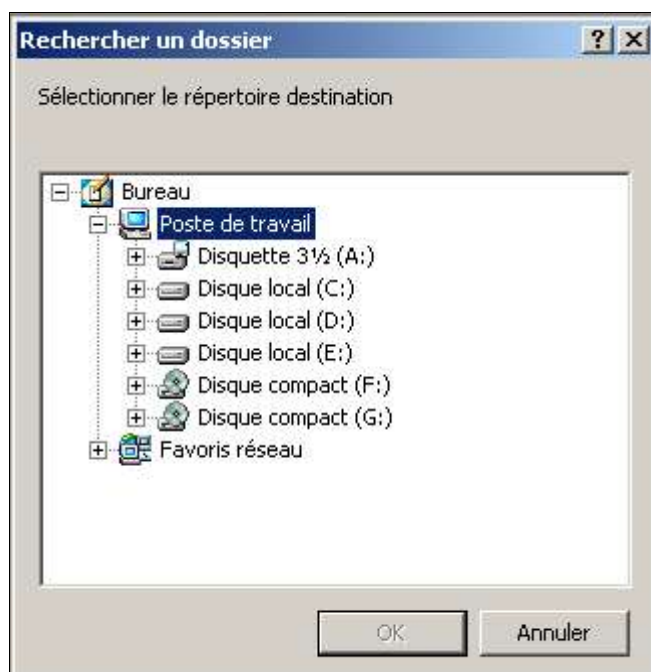 Rechercher un dossier
Sélectionner le répertoire destination
Bureau
Poste de travail
Disquette 3½ (A:)
Disque local (C:)
Disque local (D:)
Disque local (E:)
Disque compact (F:)
Disque compact (G:)
Favoris réseau
OK Annuler